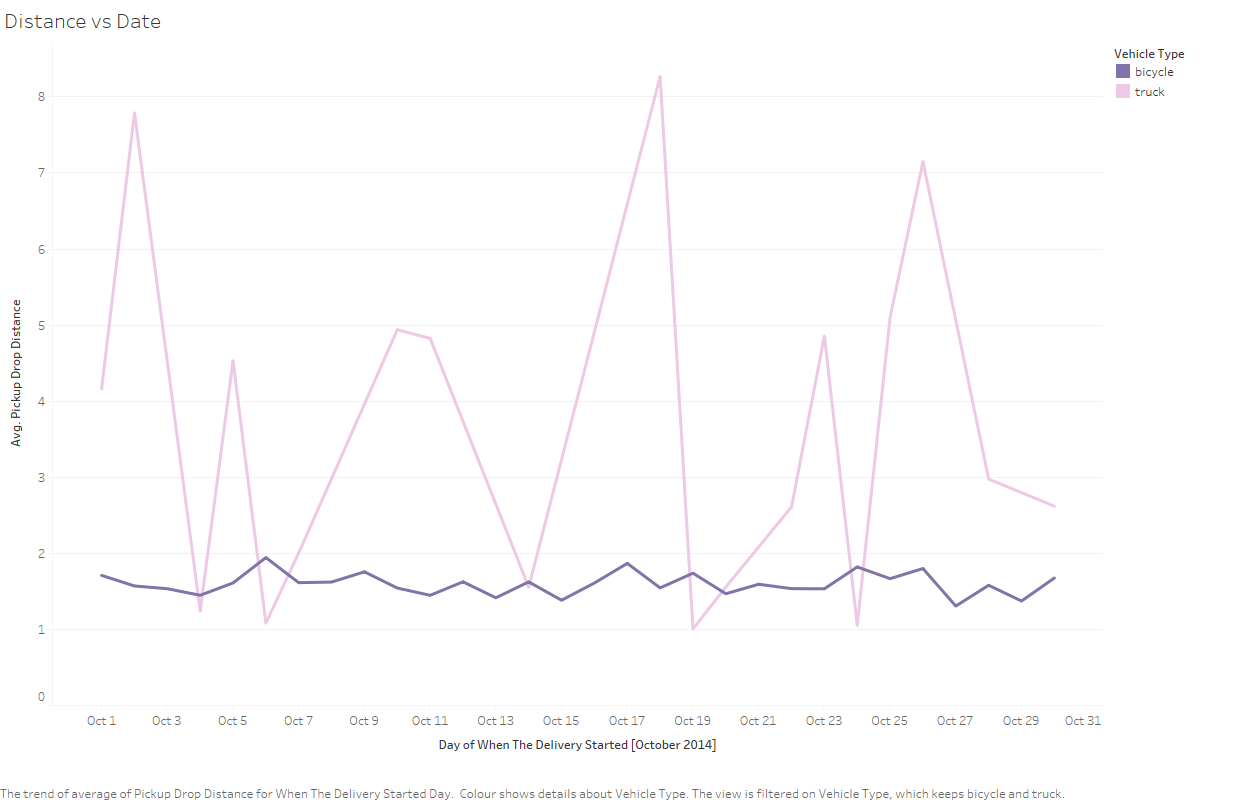 Distance vs Date
Vehicle Type
bicycle
truck
8
7
6
5
4
3
2
1
0
Avg. Pickup Drop Distance
Oct 1 Oct 3 Oct 5 Oct 7 Oct 9 Oct 11 Oct 13 Oct 15 Oct 17 Oct 19 Oct 21 Oct 23 Oct 25 Oct 27 Oct 29 Oct 31
Day of When The Delivery Started [October 2014]
The trend of average of Pickup Drop Distance for When The Delivery Started Day.  Colour shows details about Vehicle Type. The view is filtered on Vehicle Type, which keeps bicycle and truck.